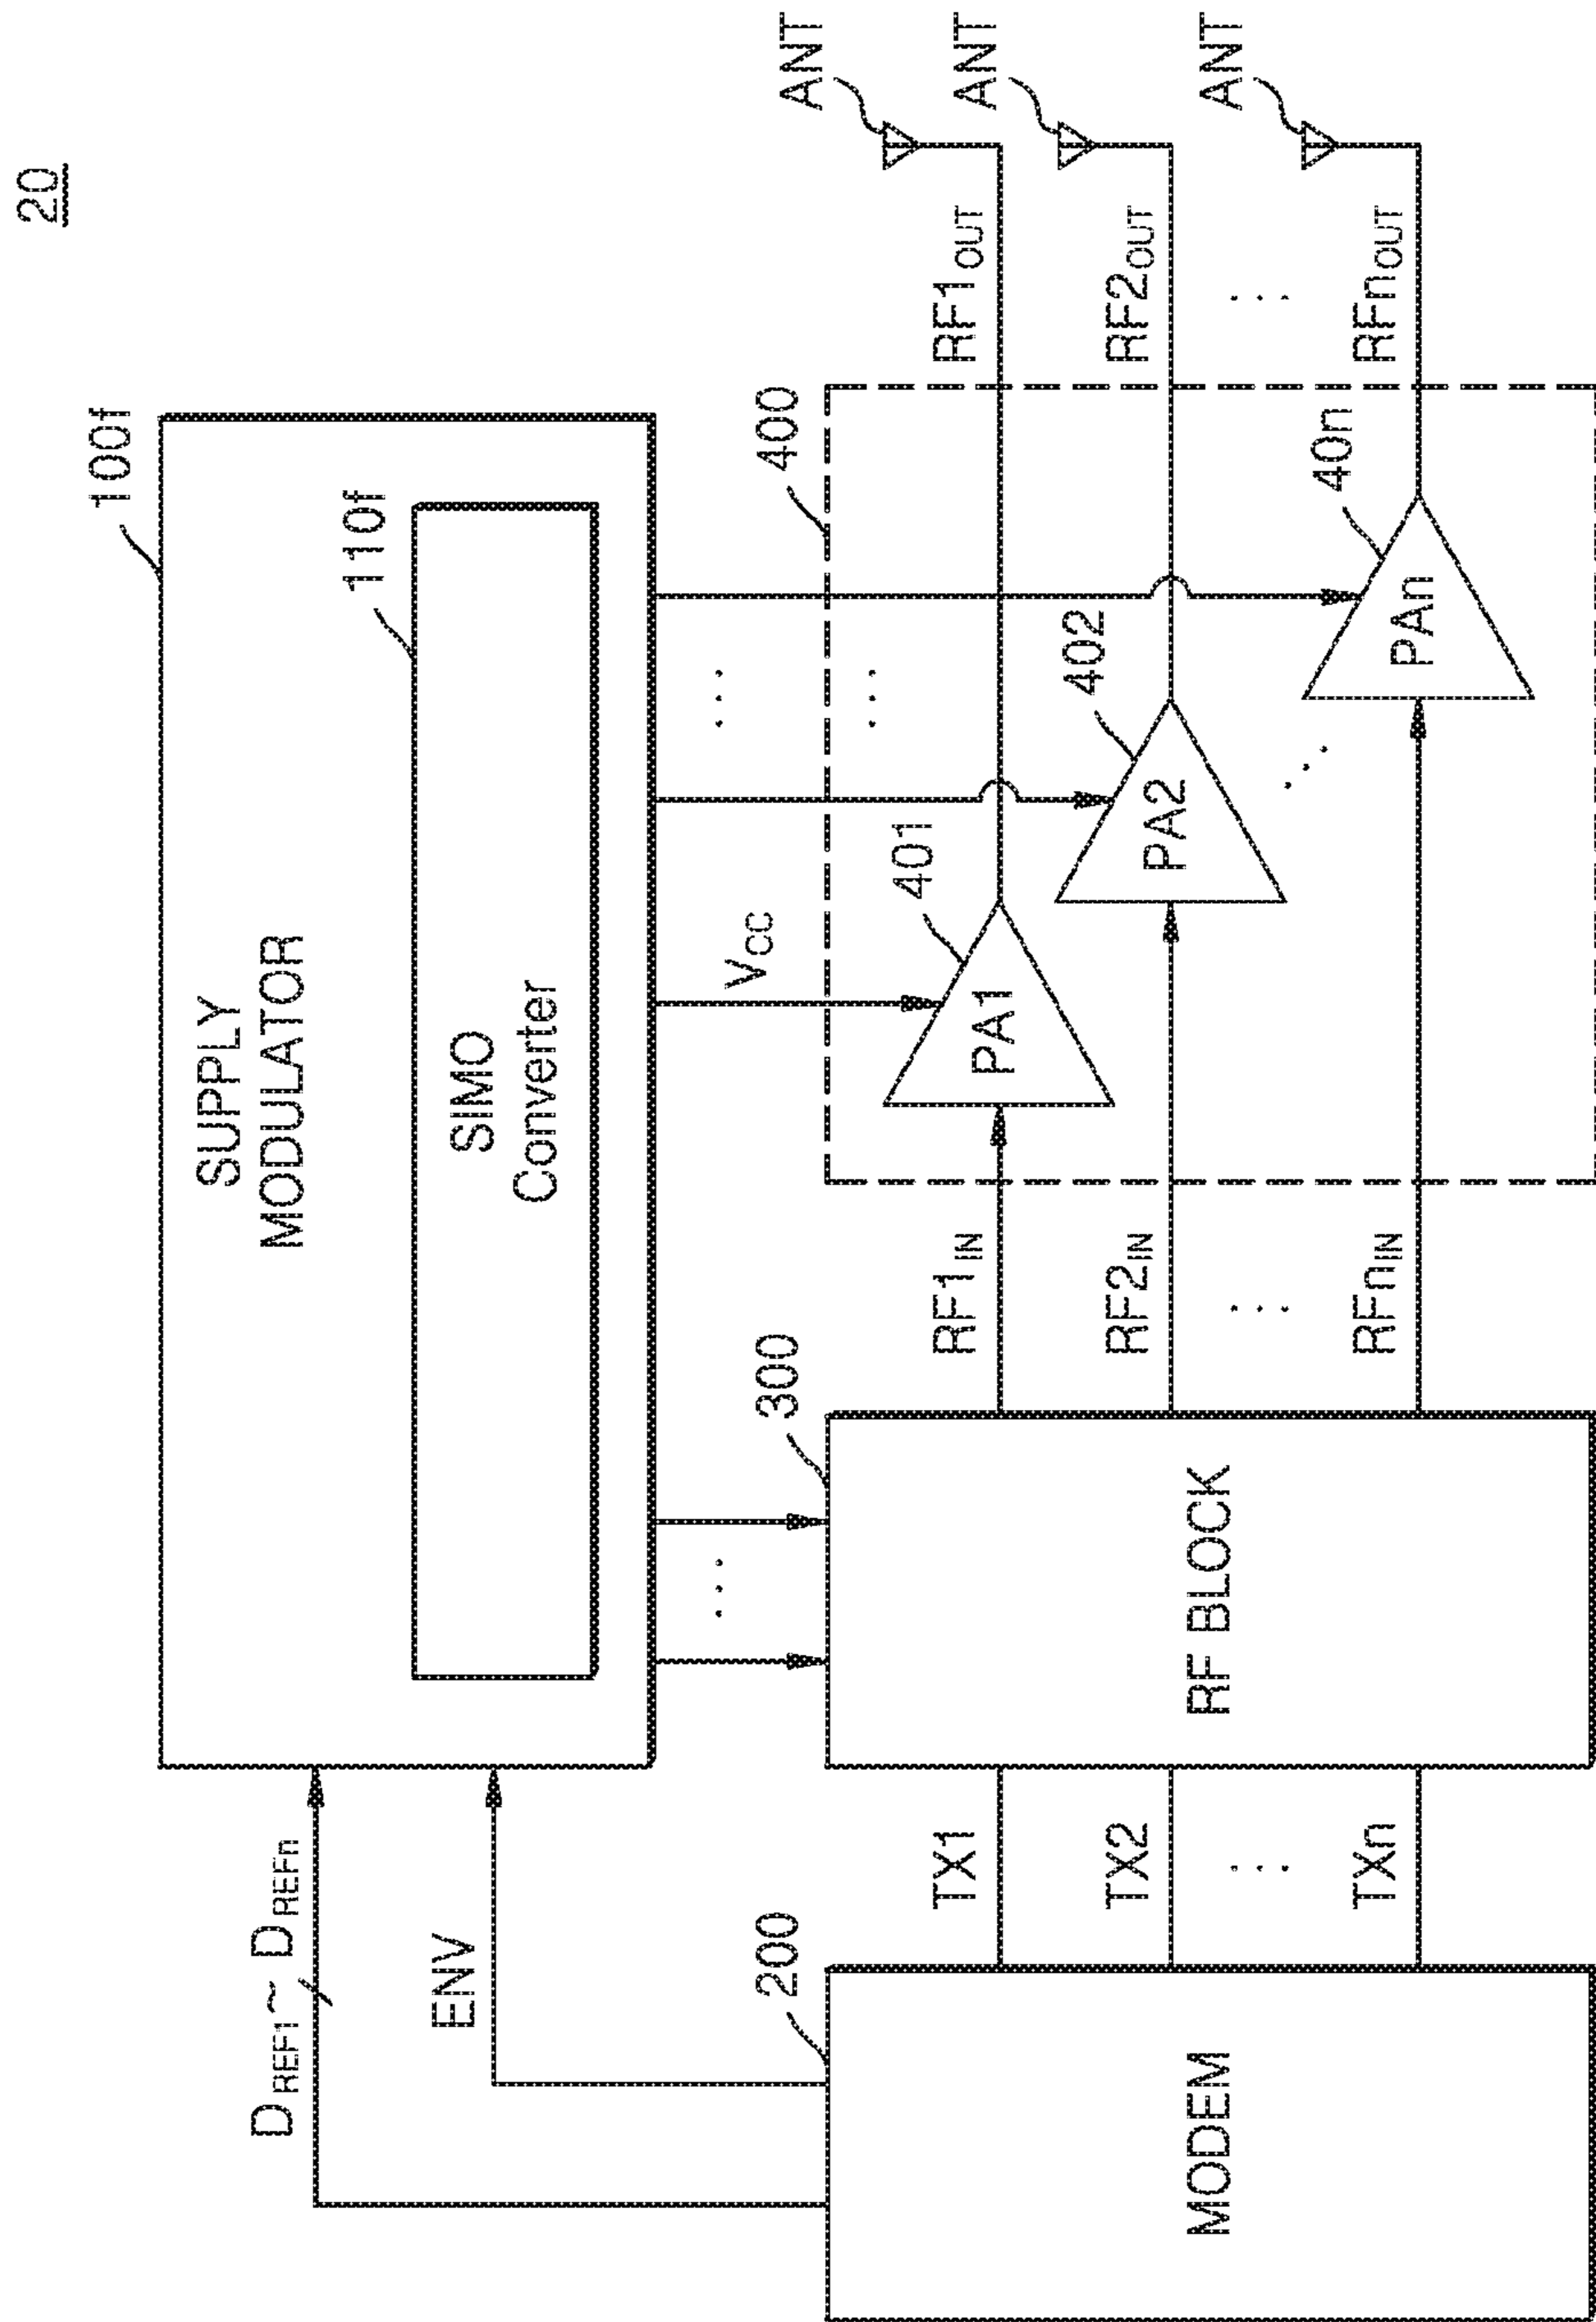 20
100f
SUPPLY
MODULATOR
110f
SIMO
Converter
D_REF1 ~ D_REFn
ENV
V_CC
200
MODEM
TX1
TX2
...
TXn
300
RF BLOCK
...
RF1_IN
RF2_IN
...
RFn_IN
400
...
...
401
PA1
402
PA2
...
40n
PAn
RF1_OUT
RF2_OUT
...
RFn_OUT
ANT
ANT
ANT